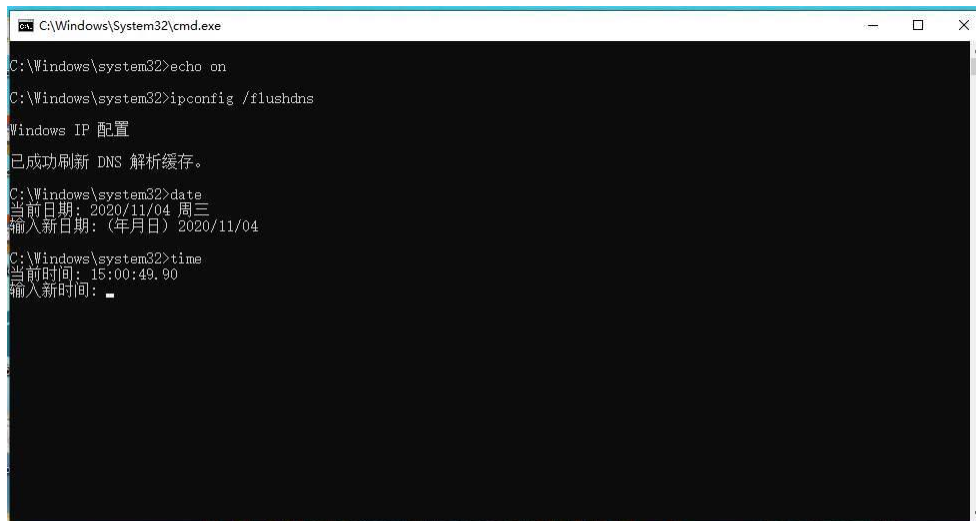 C:\Windows\System32\cmd.exe
C:\Windows\system32>echo on
C:\Windows\system32>ipconfig /flushdns
Windows IP 配置
已成功刷新 DNS 解析缓存。
C:\Windows\system32>date
当前日期: 2020/11/04 周三
输入新日期: (年月日) 2020/11/04
C:\Windows\system32>time
当前时间: 15:00:49.90
输入新时间: